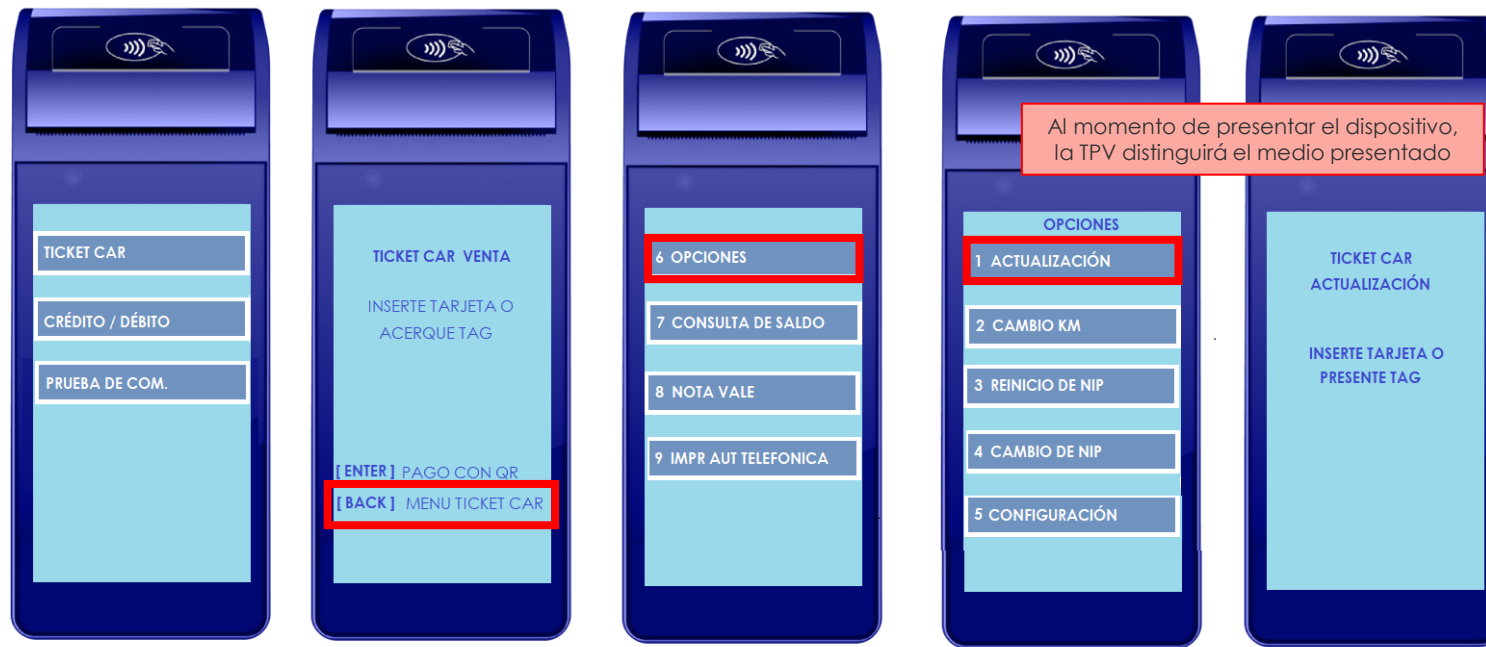 TICKET CAR
CRÉDITO / DÉBITO
PRUEBA DE COM.
TICKET CAR VENTA
INSERTE TARJETA O
ACERQUE TAG
[ ENTER ] PAGO CON QR
[ BACK ] MENU TICKET CAR
6 OPCIONES
7 CONSULTA DE SALDO
8 NOTA VALE
9 IMPR AUT TELEFONICA
Al momento de presentar el dispositivo,
la TPV distinguirá el medio presentado
OPCIONES
1 ACTUALIZACIÓN
2 CAMBIO KM
3 REINICIO DE NIP
4 CAMBIO DE NIP
5 CONFIGURACIÓN
TICKET CAR
ACTUALIZACIÓN
INSERTE TARJETA O
PRESENTE TAG